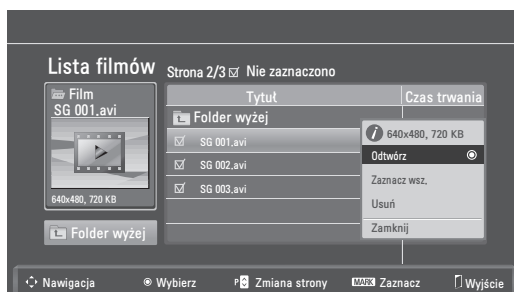 Lista filmów
Strona 2/3 ☑ Nie zaznaczono
Film
SG 001.avi
640x480, 720 KB
Folder wyżej
Tytuł
Czas trwania
Folder wyżej
☑ SG 001.avi
☑ SG 002.avi
☑ SG 003.avi
640x480, 720 KB
Odtwórz
Zaznacz wsz.
Usuń
Zamknij
Nawigacja Wybierz P Zmiana strony MARK Zaznacz Wyjście